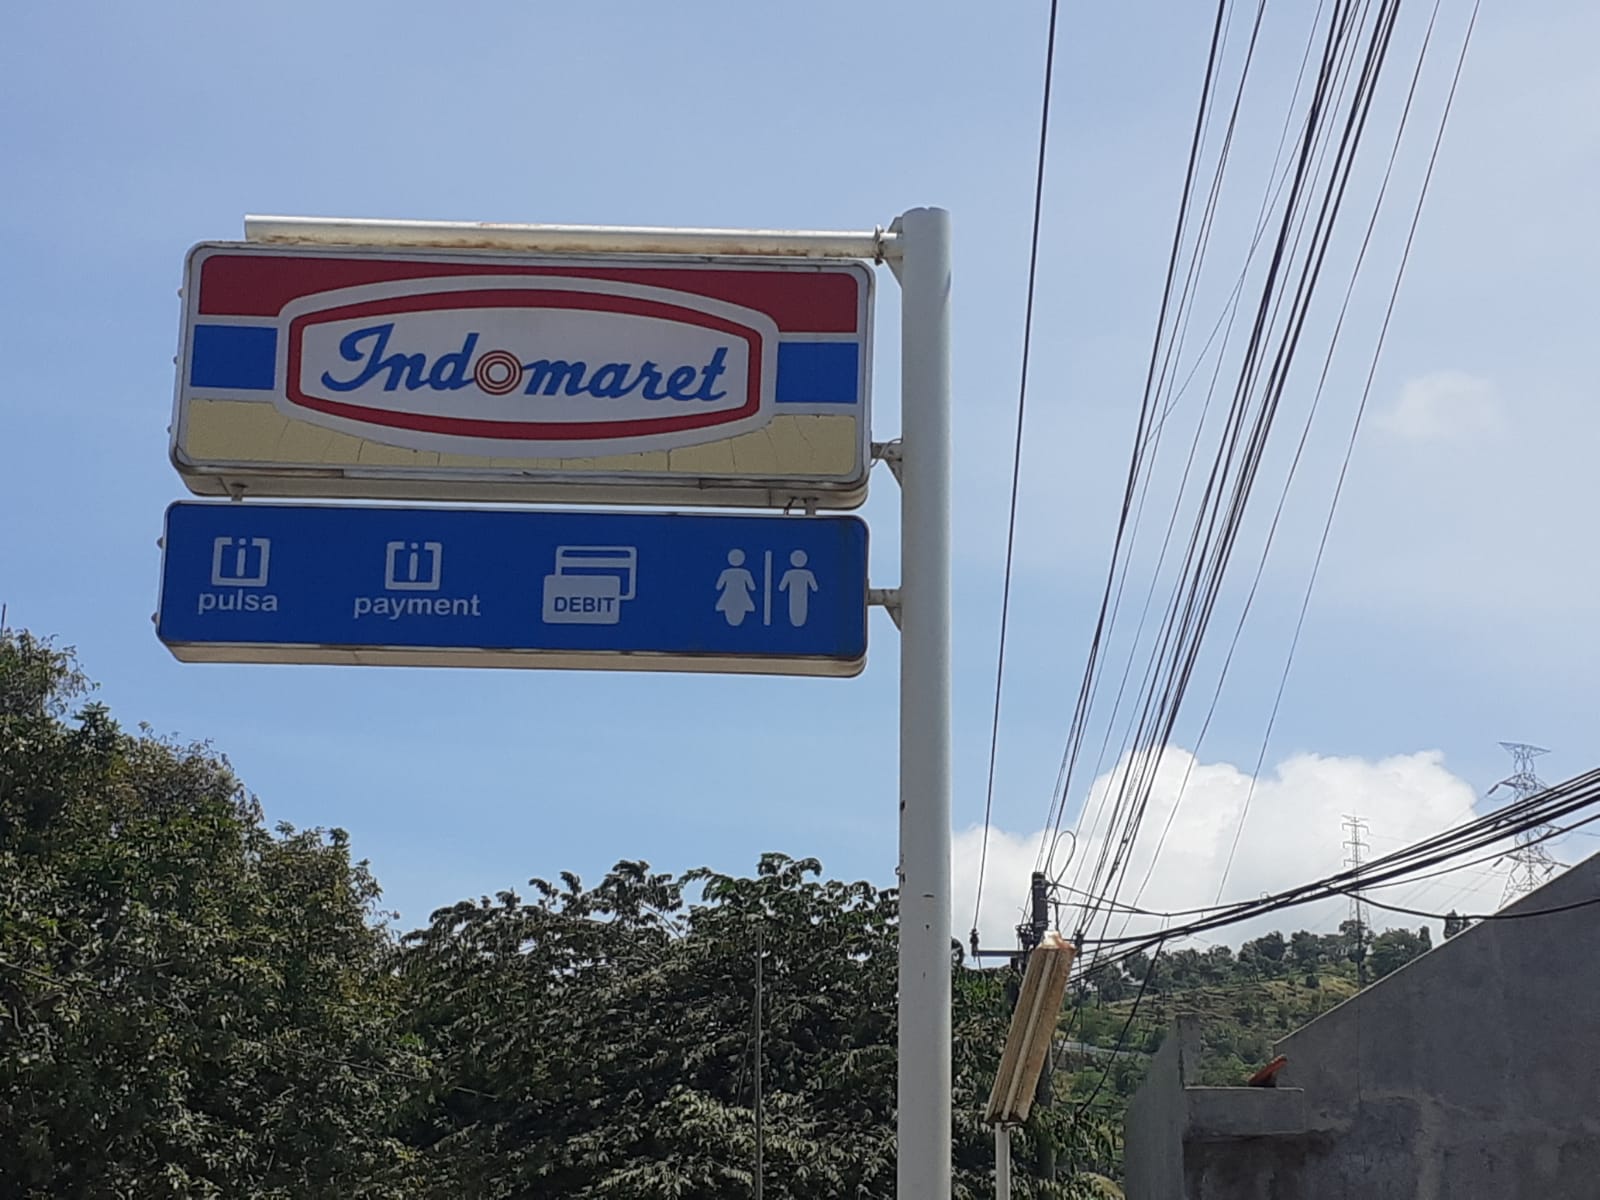 Indomaret
[i] pulsa
[i] payment
DEBIT